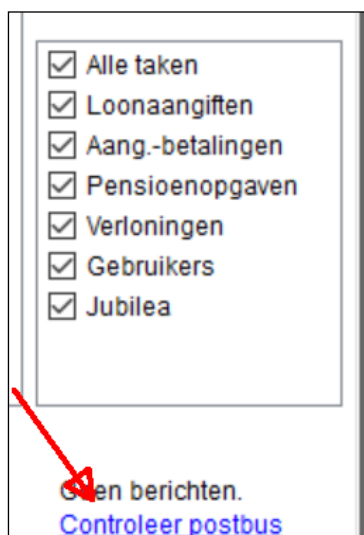 Alle taken
Loonaangiften
Aang.-betalingen
Pensioenopgaven
Verloningen
Gebruikers
Jubilea
Geen berichten.
Controleer postbus